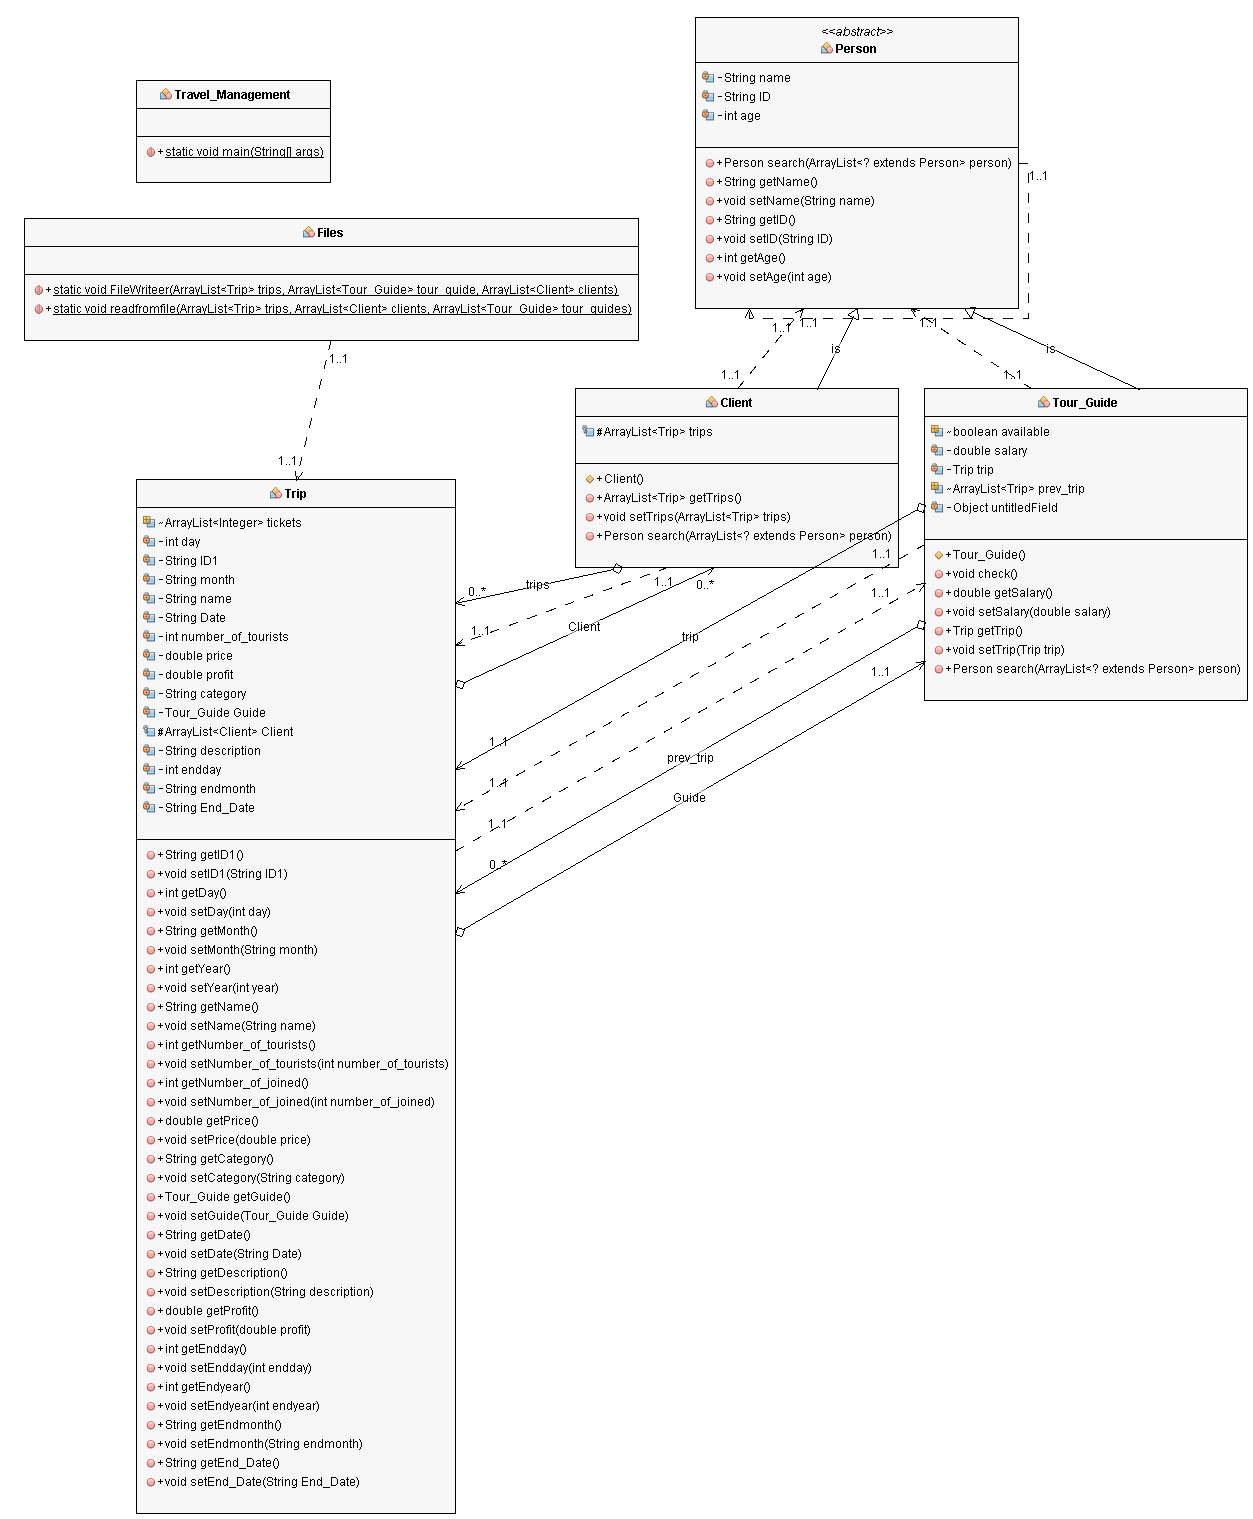 <<abstract>>
Person
-String name
-String ID
-int age
+Person search(ArrayList<? extends Person> person)
+String getName()
+void setName(String name)
+String getID()
+void setID(String ID)
+int getAge()
+void setAge(int age)
1..1
1..1
1..1
1..1
is
is
1..1
1..1
Travel_Management
+static void main(String[] args)
Files
+static void FileWriteer(ArrayList<Trip> trips, ArrayList<Tour_Guide> tour_guide, ArrayList<Client> clients)
+static void readfromfile(ArrayList<Trip> trips, ArrayList<Client> clients, ArrayList<Tour_Guide> tour_guides)
1..1
1..1
Client
#ArrayList<Trip> trips
+Client()
+ArrayList<Trip> getTrips()
+void setTrips(ArrayList<Trip> trips)
+Person search(ArrayList<? extends Person> person)
Tour_Guide
~boolean available
-double salary
-Trip trip
~ArrayList<Trip> prev_trip
-Object untitledField
+Tour_Guide()
+void check()
+double getSalary()
+void setSalary(double salary)
+Trip getTrip()
+void setTrip(Trip trip)
+Person search(ArrayList<? extends Person> person)
1..1
1..1
0..*
trips
0..*
1..1
1..1
Client
trip
1..1
1..1
prev_trip
1..1
Guide
1..1
0..*
Trip
~ArrayList<Integer> tickets
-int day
-String ID1
-String month
-String name
-String Date
-int number_of_tourists
-double price
-double profit
-String category
-Tour_Guide Guide
#ArrayList<Client> Client
-String description
-int endday
-String endmonth
-String End_Date
+String getID1()
+void setID1(String ID1)
+int getDay()
+void setDay(int day)
+String getMonth()
+void setMonth(String month)
+int getYear()
+void setYear(int year)
+String getName()
+void setName(String name)
+int getNumber_of_tourists()
+void setNumber_of_tourists(int number_of_tourists)
+int getNumber_of_joined()
+void setNumber_of_joined(int number_of_joined)
+double getPrice()
+void setPrice(double price)
+String getCategory()
+void setCategory(String category)
+Tour_Guide getGuide()
+void setGuide(Tour_Guide Guide)
+String getDate()
+void setDate(String Date)
+String getDescription()
+void setDescription(String description)
+double getProfit()
+void setProfit(double profit)
+int getEndday()
+void setEndday(int endday)
+int getEndyear()
+void setEndyear(int endyear)
+String getEndmonth()
+void setEndmonth(String endmonth)
+String getEnd_Date()
+void setEnd_Date(String End_Date)